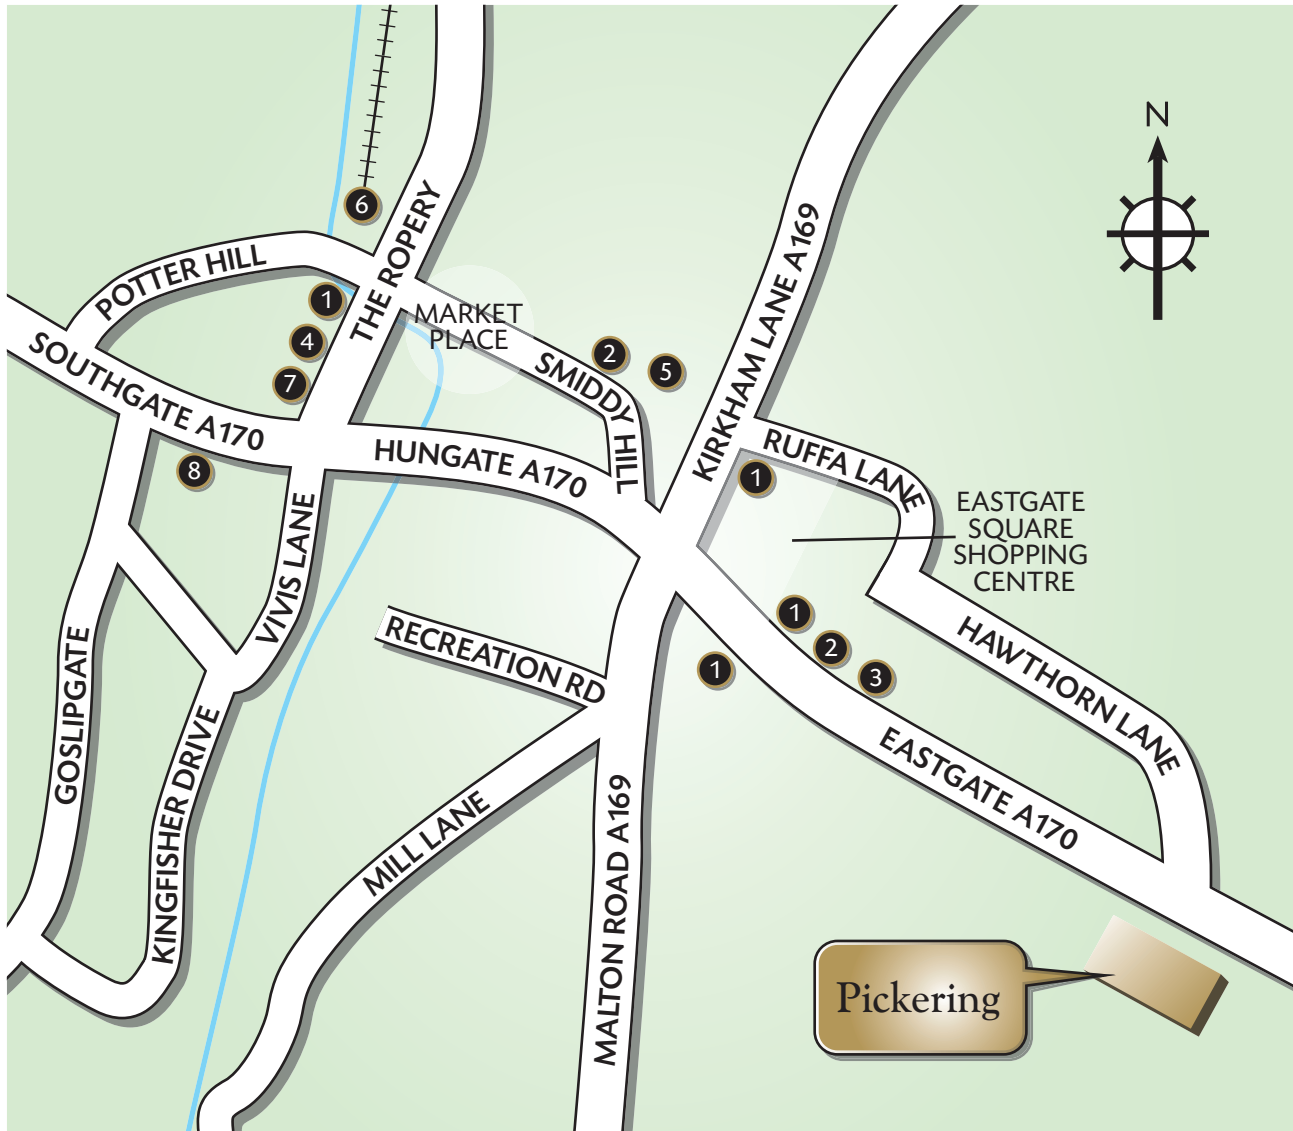 N
6
THE ROPERY
KIRKHAM LANE A169
POTTER HILL
1
MARKET
PLACE
4
SOUTHGATE A170
2
SMIDDY HILL
5
7
HUNGATE A170
RUFFA LANE
8
1
EASTGATE
SQUARE
SHOPPING
CENTRE
VIVIS LANE
RECREATION RD
1
2
3
1
HAWTHORN LANE
GOSLIPGATE
KINGFISHER DRIVE
EASTGATE A170
MILL LANE
MALTON ROAD A169
Pickering